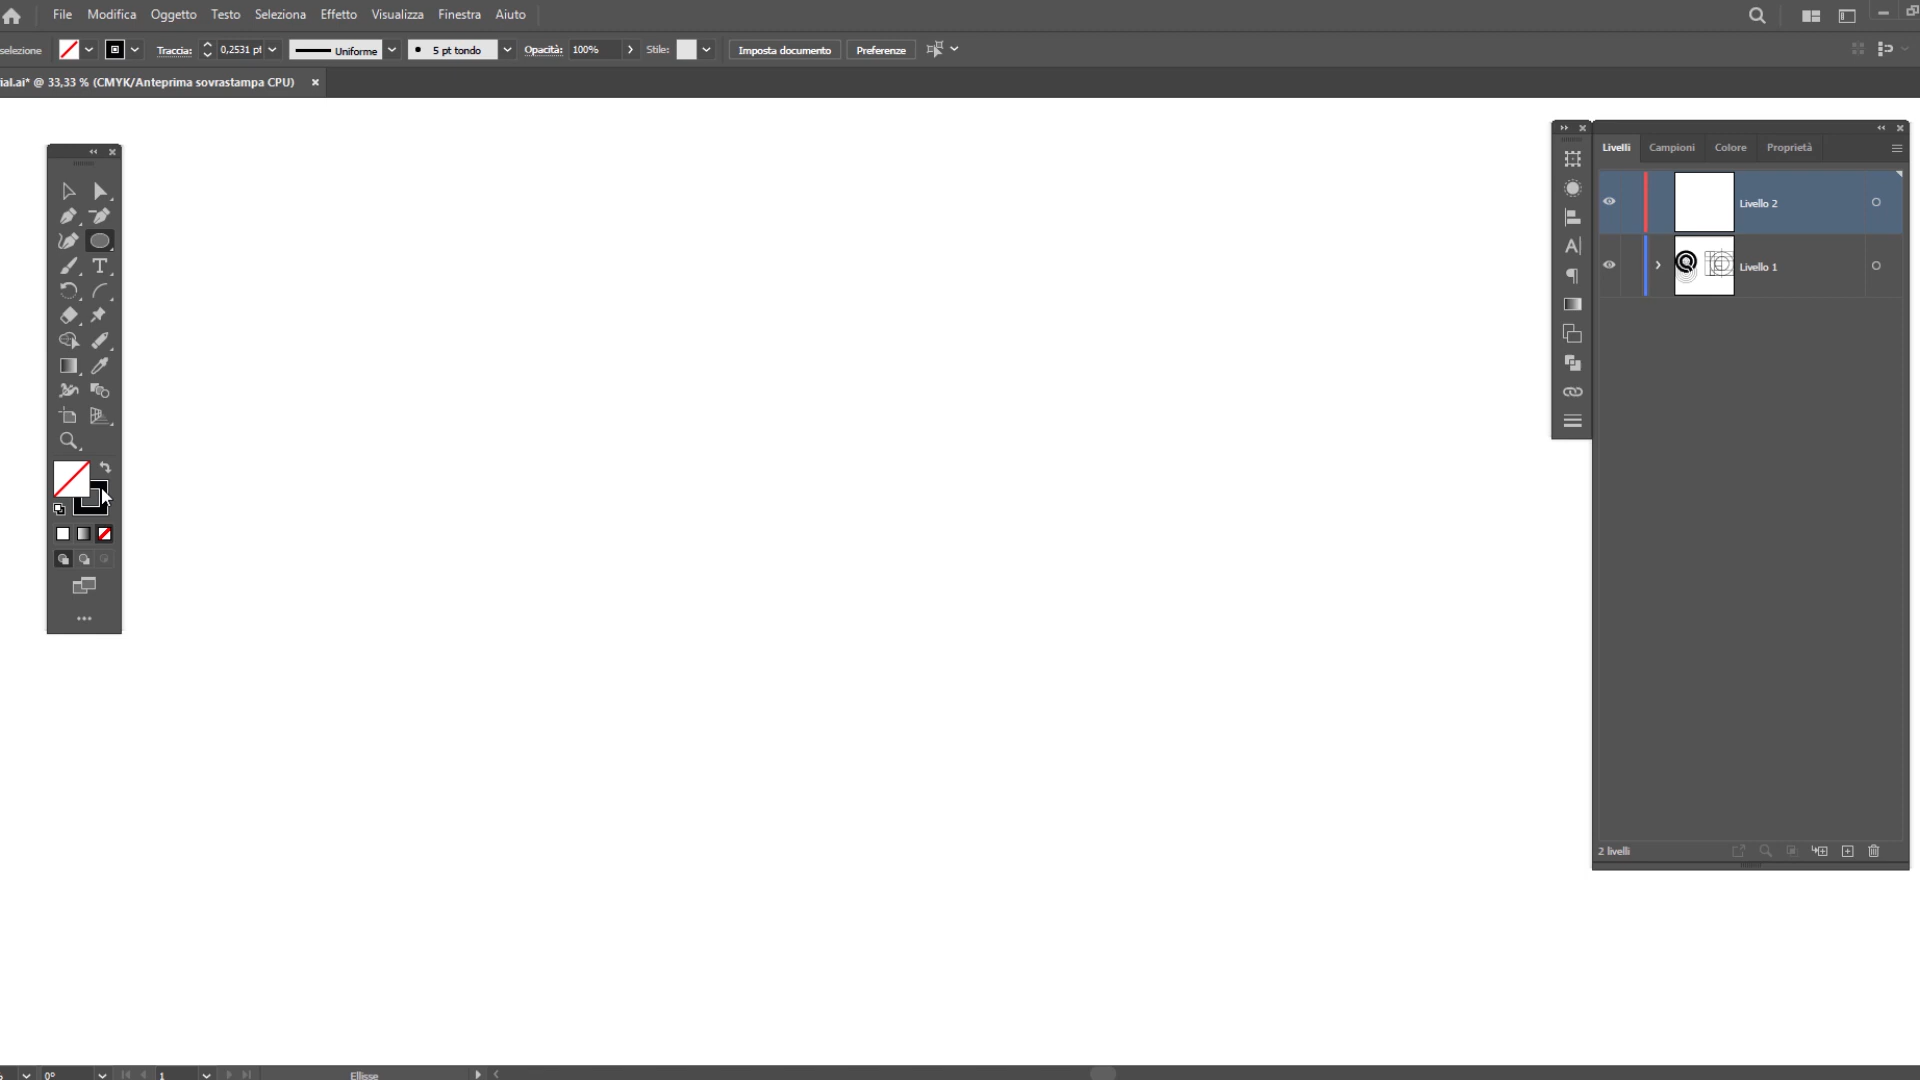 File Modifica Oggetto Testo Seleziona Effetto Visualizza Finestra Aiuto
selezione Traccia: 0,2531 pt Uniforme 5 pt tondo Opacità: 100% Stile: Imposta documento Preferenze
ial.ai* @ 33,33 % (CMYK/Anteprima sovrastampa CPU)
Livelli Campioni Colore Proprietà
Livello 2
Livello 1
2 livelli
0° 1 Ellisse